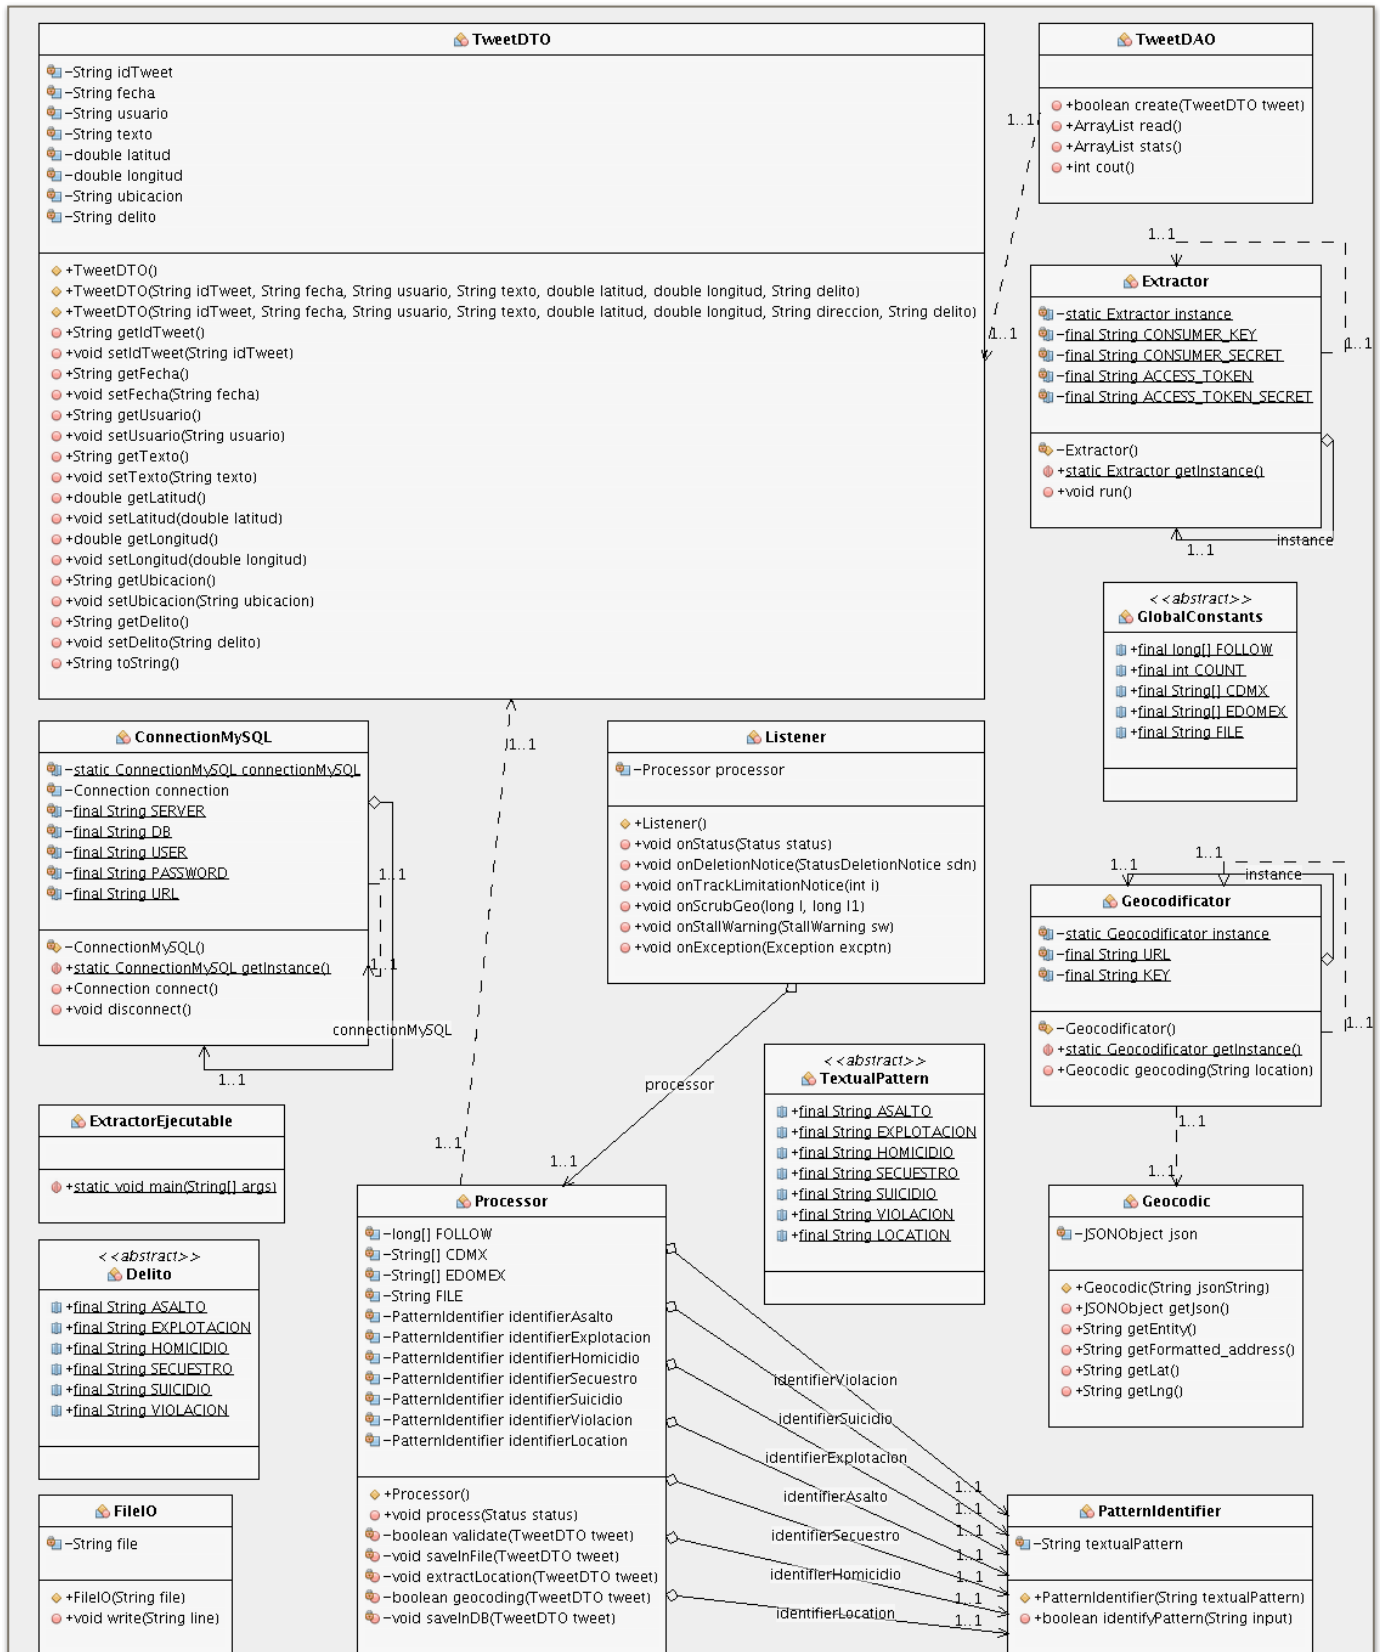 TweetDTO
-String idTweet
-String fecha
-String usuario
-String texto
-double latitud
-double longitud
-String ubicacion
-String delito
+TweetDTO()
+TweetDTO(String idTweet, String fecha, String usuario, String texto, double latitud, double longitud, String delito)
+TweetDTO(String idTweet, String fecha, String usuario, String texto, double latitud, double longitud, String direccion, String delito)
+String getIdTweet()
+void setIdTweet(String idTweet)
+String getFecha()
+void setFecha(String fecha)
+String getUsuario()
+void setUsuario(String usuario)
+String getTexto()
+void setTexto(String texto)
+double getLatitud()
+void setLatitud(double latitud)
+double getLongitud()
+void setLongitud(double longitud)
+String getUbicacion()
+void setUbicacion(String ubicacion)
+String getDelito()
+void setDelito(String delito)
+String toString()
TweetDAO
+boolean create(TweetDTO tweet)
+ArrayList read()
+ArrayList stats()
+int cout()
1..1
1..1
1..1
Extractor
-static Extractor instance
-final String CONSUMER_KEY
-final String CONSUMER_SECRET
-final String ACCESS_TOKEN
-final String ACCESS_TOKEN_SECRET
-Extractor()
+static Extractor getInstance()
+void run()
1..1
instance
1..1
<<abstract>>
GlobalConstants
+final long[] FOLLOW
+final int COUNT
+final String[] CDMX
+final String[] EDOMEX
+final String FILE
ConnectionMySQL
-static ConnectionMySQL connectionMySQL
-Connection connection
-final String SERVER
-final String DB
-final String USER
-final String PASSWORD
-final String URL
-ConnectionMySQL()
+static ConnectionMySQL getInstance()
+Connection connect()
+void disconnect()
1..1
1..1
connectionMySQL
1..1
1..1
Listener
-Processor processor
+Listener()
+void onStatus(Status status)
+void onDeletionNotice(StatusDeletionNotice sdn)
+void onTrackLimitationNotice(int i)
+void onScrubGeo(long l, long l1)
+void onStallWarning(StallWarning sw)
+void onException(Exception excptn)
processor
1..1
1..1
1..1
1..1
instance
Geocodificator
-static Geocodificator instance
-final String URL
-final String KEY
-Geocodificator()
+static Geocodificator getInstance()
+Geocodic geocoding(String location)
1..1
1..1
1..1
<<abstract>>
TextualPattern
+final String ASALTO
+final String EXPLOTACION
+final String HOMICIDIO
+final String SECUESTRO
+final String SUICIDIO
+final String VIOLACION
+final String LOCATION
Geocodic
-JSONObject json
+Geocodic(String jsonString)
+JSONObject getJson()
+String getEntity()
+String getFormatted_address()
+String getLat()
+String getLng()
ExtractorEjecutable
+static void main(String[] args)
<<abstract>>
Delito
+final String ASALTO
+final String EXPLOTACION
+final String HOMICIDIO
+final String SECUESTRO
+final String SUICIDIO
+final String VIOLACION
FileIO
-String file
+FileIO(String file)
+void write(String line)
Processor
-long[] FOLLOW
-String[] CDMX
-String[] EDOMEX
-String FILE
-PatternIdentifier identifierAsalto
-PatternIdentifier identifierExplotacion
-PatternIdentifier identifierHomicidio
-PatternIdentifier identifierSecuestro
-PatternIdentifier identifierSuicidio
-PatternIdentifier identifierViolacion
-PatternIdentifier identifierLocation
+Processor()
+void process(Status status)
-boolean validate(TweetDTO tweet)
-void saveInFile(TweetDTO tweet)
-void extractLocation(TweetDTO tweet)
-boolean geocoding(TweetDTO tweet)
-void saveInDB(TweetDTO tweet)
identifierViolacion
identifierSuicidio
identifierExplotacion
identifierAsalto
identifierSecuestro
identifierHomicidio
identifierLocation
1..1
1..1
1..1
1..1
1..1
1..1
1..1
PatternIdentifier
-String textualPattern
+PatternIdentifier(String textualPattern)
+boolean identifyPattern(String input)